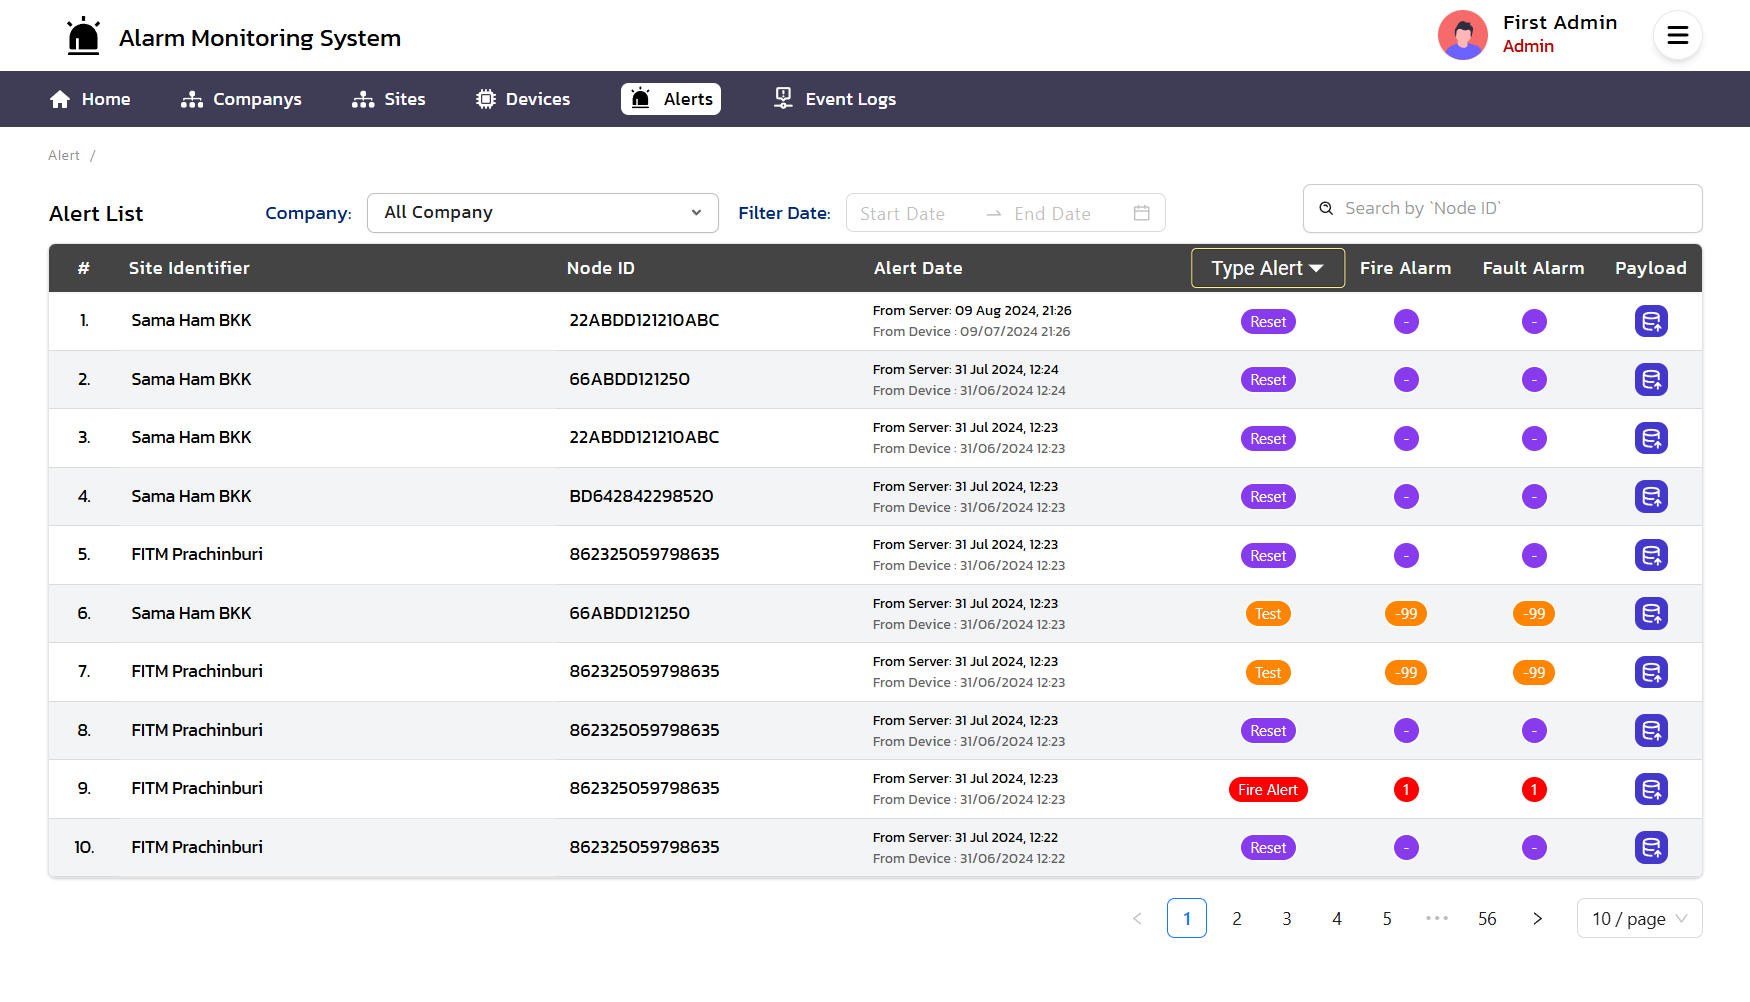 Alarm Monitoring System
First Admin
Admin
Home Companys Sites Devices Alerts Event Logs
Alert /
Alert List Company: All Company Filter Date: Start Date End Date Search by `Node ID`
# Site Identifier Node ID Alert Date Type Alert Fire Alarm Fault Alarm Payload
1. Sama Ham BKK 22ABDD121210ABC From Server: 09 Aug 2024, 21:26 Reset - -
From Device : 09/07/2024 21:26
2. Sama Ham BKK 66ABDD121250 From Server: 31 Jul 2024, 12:24 Reset - -
From Device : 31/06/2024 12:24
3. Sama Ham BKK 22ABDD121210ABC From Server: 31 Jul 2024, 12:23 Reset - -
From Device : 31/06/2024 12:23
4. Sama Ham BKK BD642842298520 From Server: 31 Jul 2024, 12:23 Reset - -
From Device : 31/06/2024 12:23
5. FITM Prachinburi 862325059798635 From Server: 31 Jul 2024, 12:23 Reset - -
From Device : 31/06/2024 12:23
6. Sama Ham BKK 66ABDD121250 From Server: 31 Jul 2024, 12:23 Test -99 -99
From Device : 31/06/2024 12:23
7. FITM Prachinburi 862325059798635 From Server: 31 Jul 2024, 12:23 Test -99 -99
From Device : 31/06/2024 12:23
8. FITM Prachinburi 862325059798635 From Server: 31 Jul 2024, 12:23 Reset - -
From Device : 31/06/2024 12:23
9. FITM Prachinburi 862325059798635 From Server: 31 Jul 2024, 12:23 Fire Alert 1 1
From Device : 31/06/2024 12:23
10. FITM Prachinburi 862325059798635 From Server: 31 Jul 2024, 12:22 Reset - -
From Device : 31/06/2024 12:22
< 1 2 3 4 5 ••• 56 > 10 / page